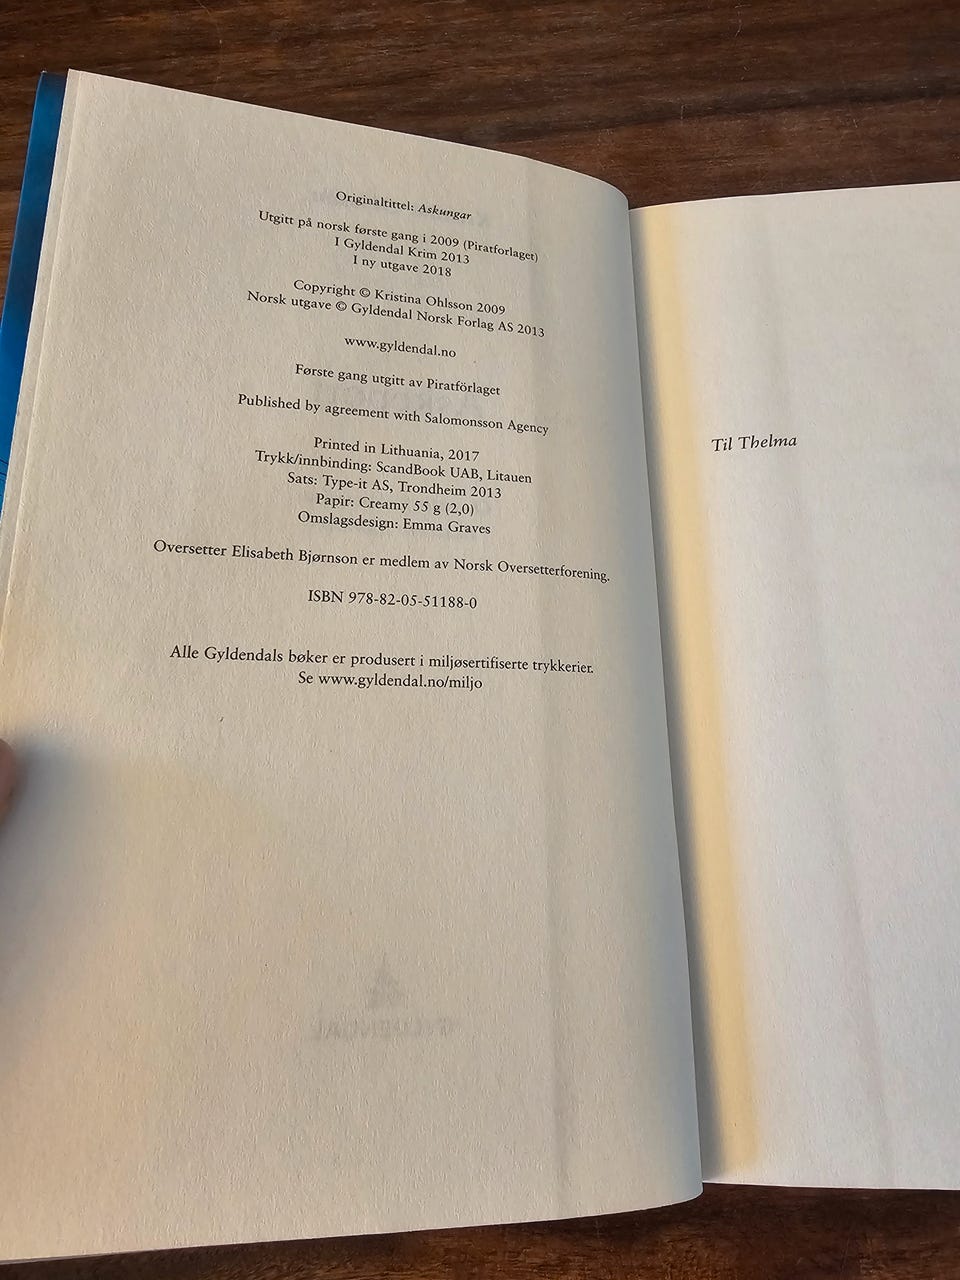 Originaltittel: Askungar
Utgitt på norsk første gang i 2009 (Piratforlaget)
I Gyldendal Krim 2013
I ny utgave 2018
Copyright © Kristina Ohlsson 2009
Norsk utgave © Gyldendal Norsk Forlag AS 2013
www.gyldendal.no
Første gang utgitt av Piratförlaget
Published by agreement with Salomonsson Agency
Printed in Lithuania, 2017
Trykk/innbinding: ScandBook UAB, Litauen
Sats: Type-it AS, Trondheim 2013
Papir: Creamy 55 g (2,0)
Omslagsdesign: Emma Graves
Oversetter Elisabeth Bjørnson er medlem av Norsk Oversetterforening.
ISBN 978-82-05-51188-0
Alle Gyldendals bøker er produsert i miljøsertifiserte trykkerier.
Se www.gyldendal.no/miljo
Til Thelma